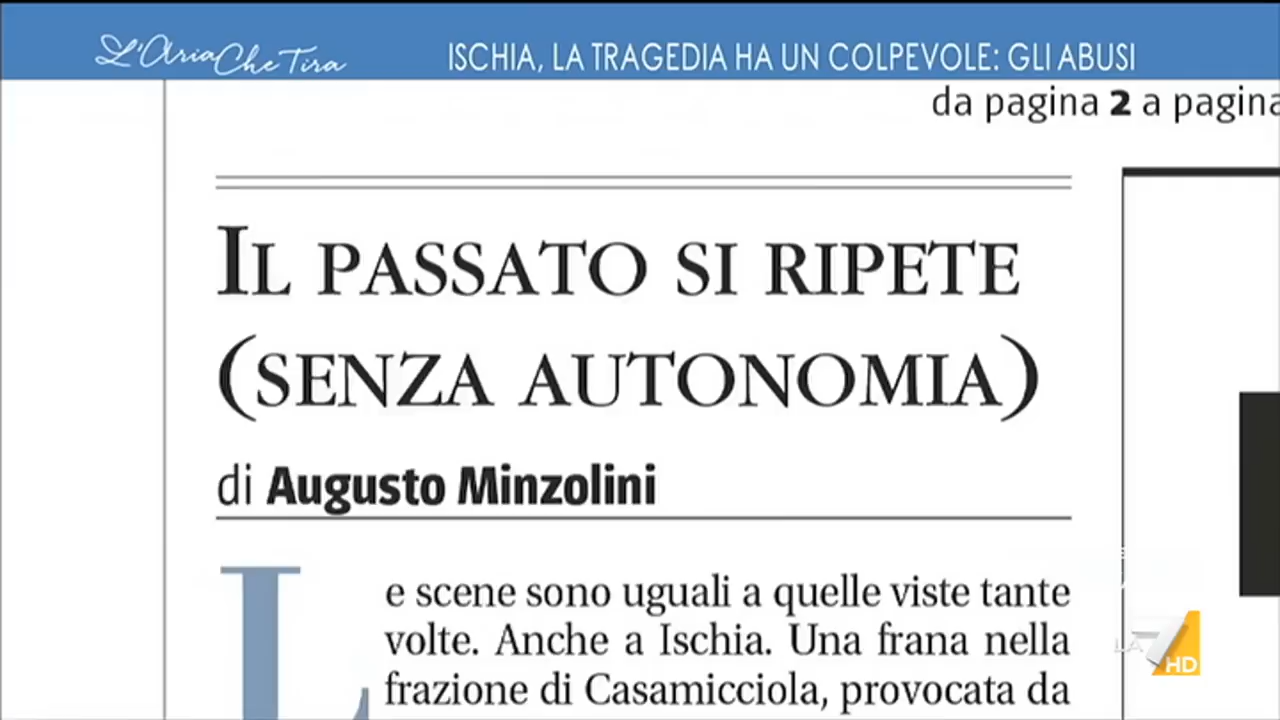 L'Aria Che Tira
ISCHIA, LA TRAGEDIA HA UN COLPEVOLE: GLI ABUSI
da pagina 2 a pagina
IL PASSATO SI RIPETE
(SENZA AUTONOMIA)
di Augusto Minzolini
Le scene sono uguali a quelle viste tante
volte. Anche a Ischia. Una frana nella
frazione di Casamicciola, provocata da
LA7
HD